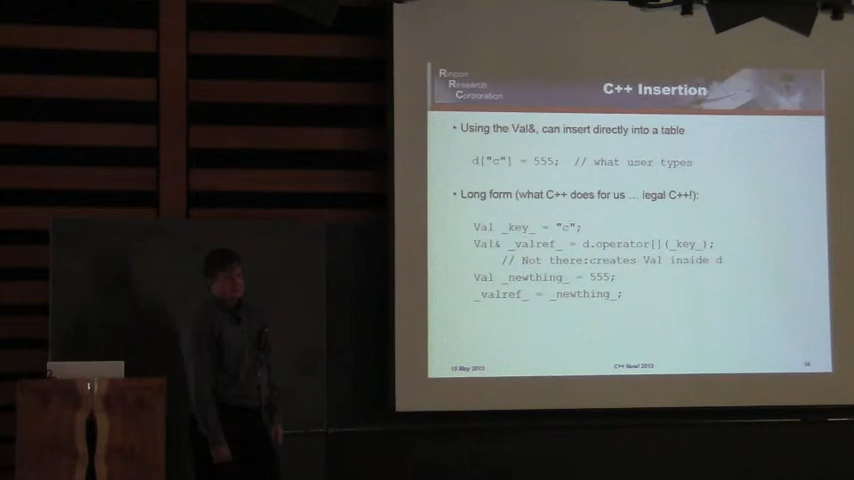 Rincon
Research
Corporation
C++ Insertion
• Using the Val&, can insert directly into a table
d["c"] = 555; // what user types
• Long form (what C++ does for us ... legal C++!):
Val _key_ = "c";
Val& _valref_ = d.operator[](_key_);
// Not there:creates Val inside d
Val _newthing_ = 555;
_valref_ = _newthing_;
15 May 2013
C++ Now! 2013